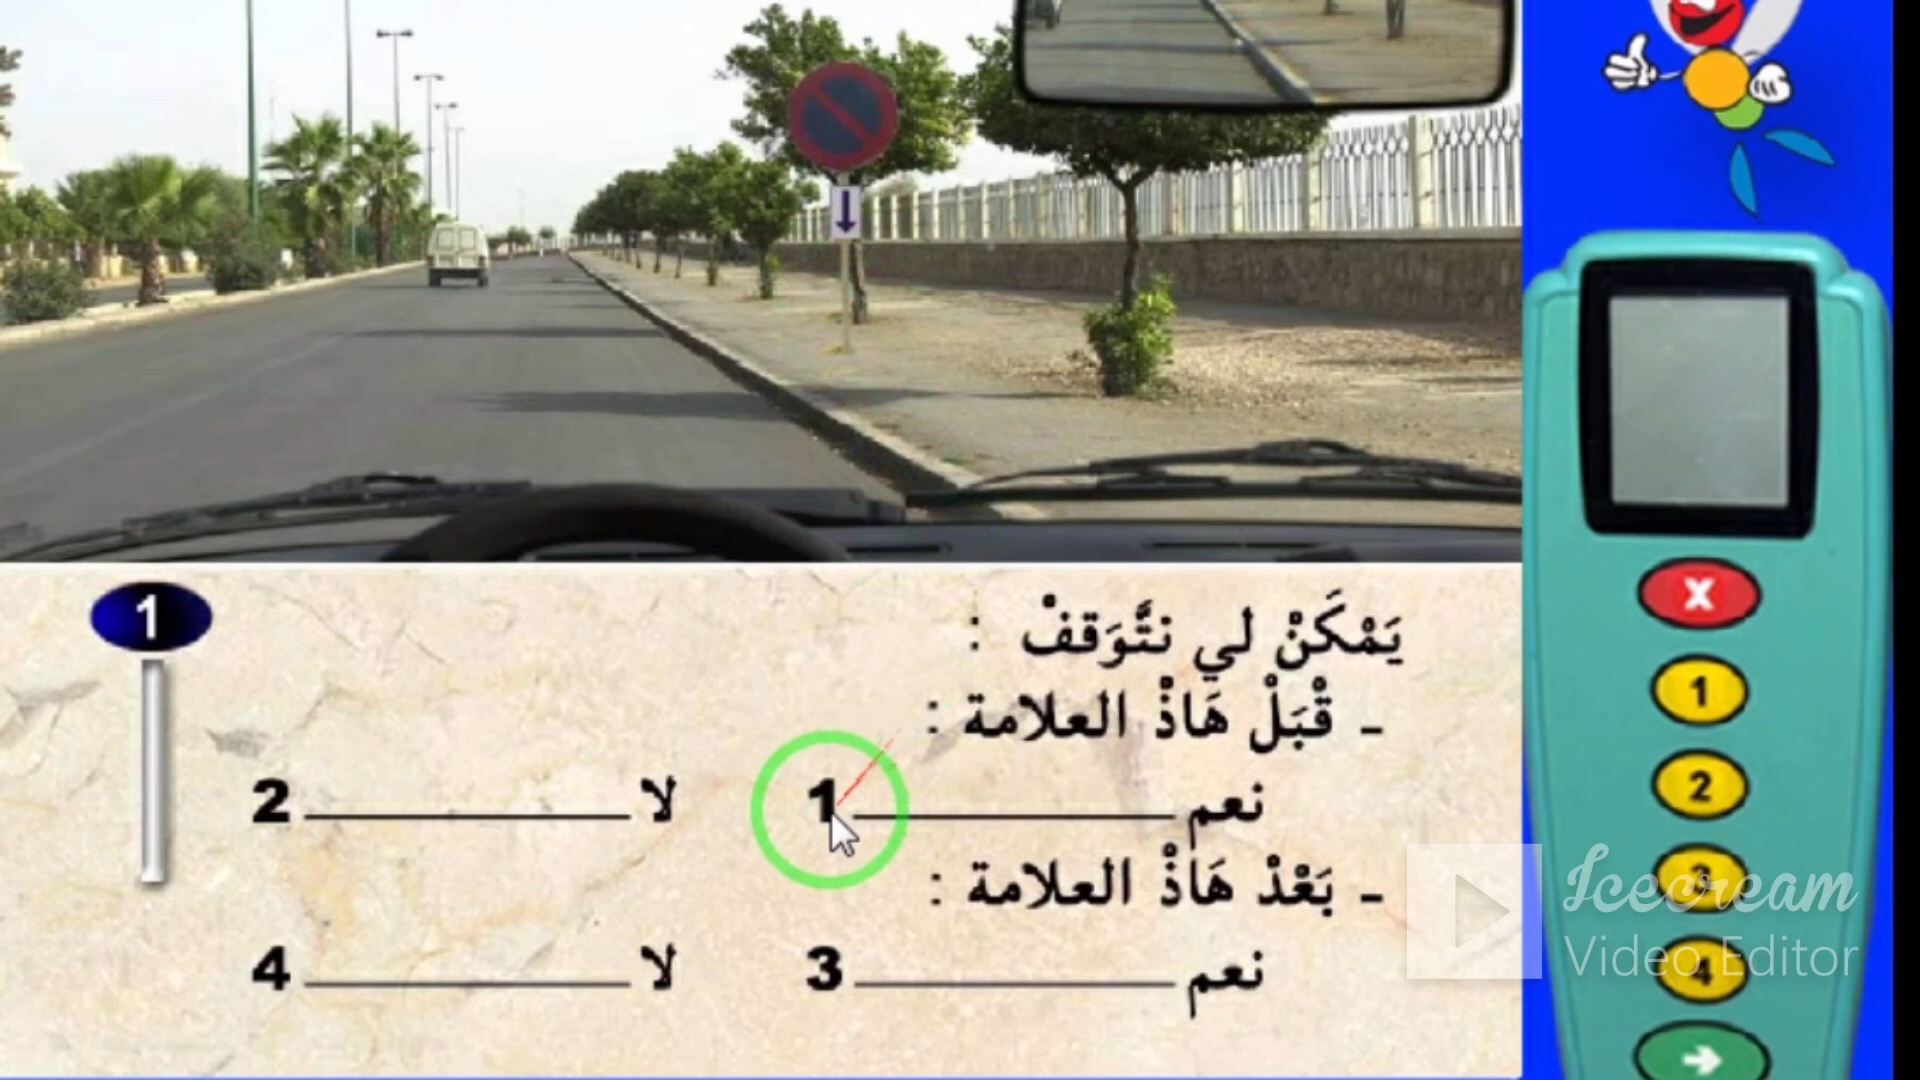 1
يَمْكَنْ لي نتَّوَقفْ :
- قْبَلْ هَاذْ العلامة :
نعم 1 لا 2
- بَعْدْ هَاذْ العلامة :
نعم 3 لا 4
X
1
2
3
4
Icecream
Video Editor